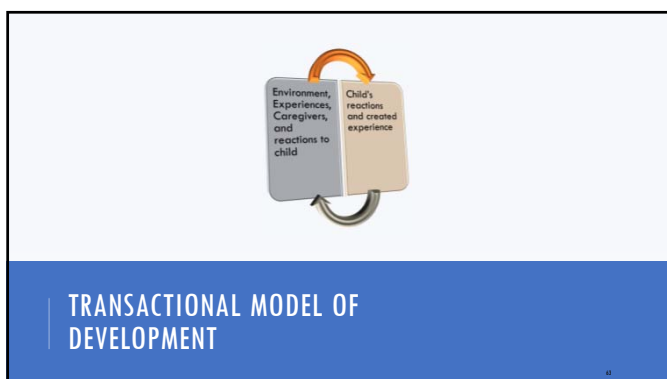 Environment,
Experiences,
Caregivers,
and
reactions to
child
Child's
reactions
and created
experience
TRANSACTIONAL MODEL OF
DEVELOPMENT